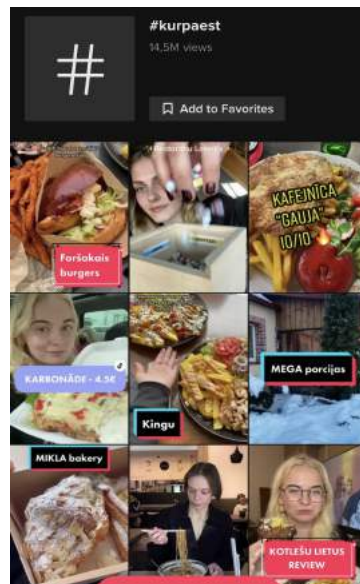 #kurpaest
14,5M views
Add to Favorites
Foršakais
burgers
KAFEJNĪCA
"GAUJA"
10/10
KARBONĀDE - 4.5€
Kingu
MEGA porcijas
MIKLA bakery
KOTLEŠU LIETUS
REVIEW